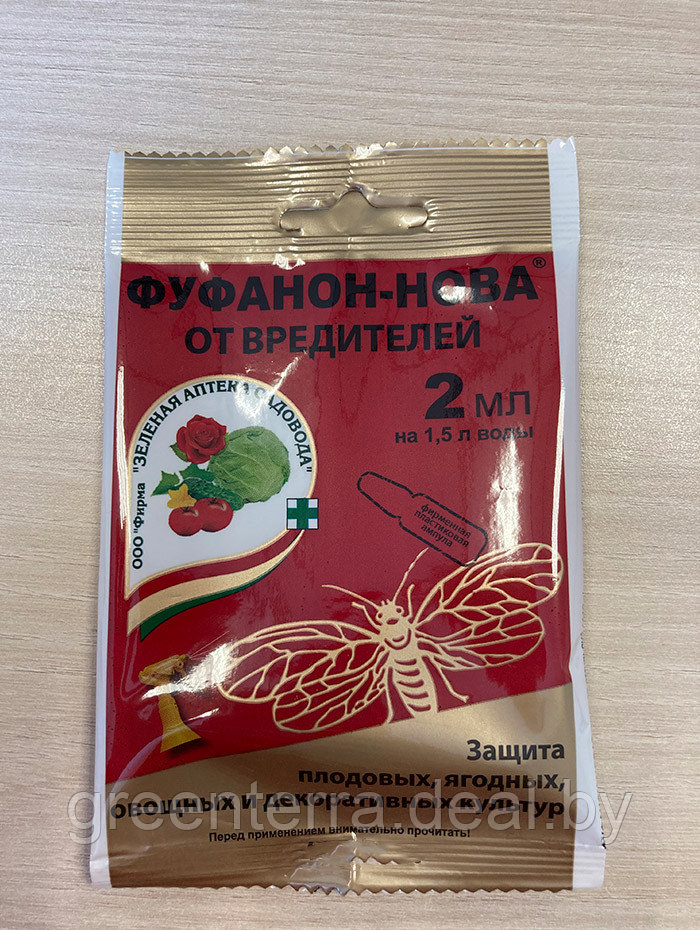 ФУФАНОН-НОВА®
ОТ ВРЕДИТЕЛЕЙ
2 мл
на 1,5 л воды
ООО "Фирма "ЗЕЛЕНАЯ АПТЕКА САДОВОДА"
фирменная
пластиковая
ампула
Защита
плодовых, ягодных,
овощных и декоративных культур
Перед применением внимательно прочитать!
greenterra.deal.by